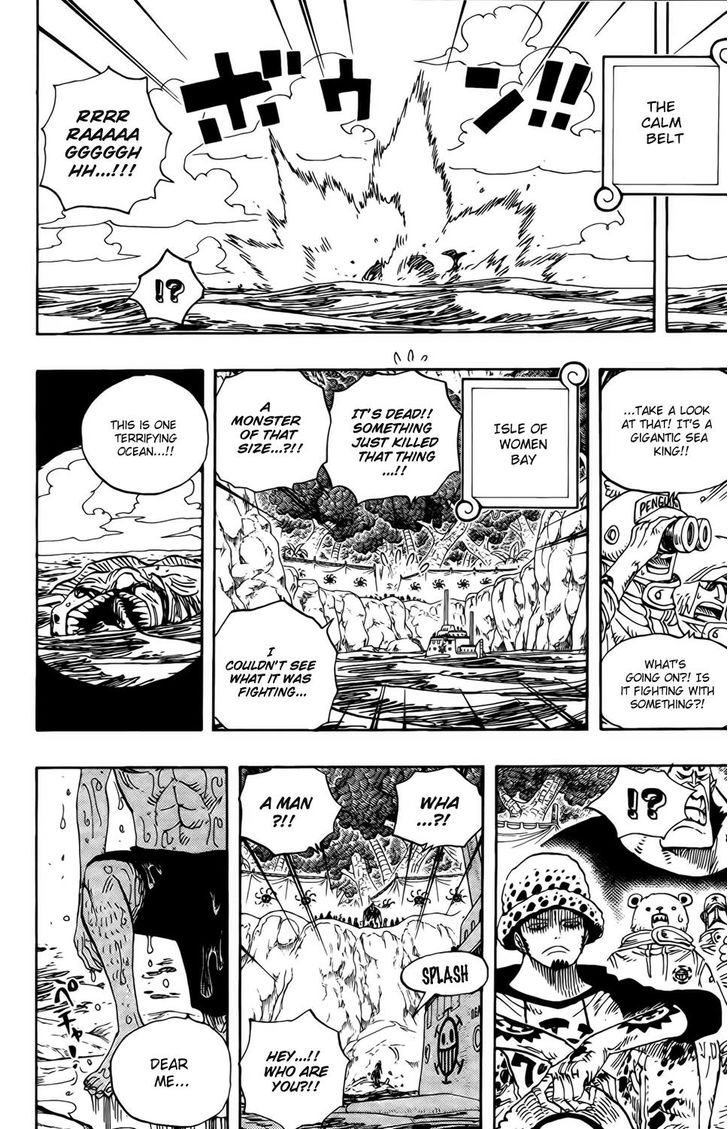 THE
CALM
BELT
ボウン!!
RRRR
RAAAAA
GGGGGH
HH...!!!
!?
...TAKE A LOOK
AT THAT! IT'S A
GIGANTIC SEA
KING!!
PENGUIN
WHAT'S
GOING ON?! IS
IT FIGHTING WITH
SOMETHING?!
ISLE OF
WOMEN
BAY
IT'S DEAD!!
SOMETHING
JUST KILLED
THAT THING
...!!
A
MONSTER
OF THAT
SIZE...?!!
I
COULDN'T SEE
WHAT IT WAS
FIGHTING...
THIS IS ONE
TERRIFYING
OCEAN...!!
!?
WHA
...?!
A MAN
?!!
SPLASH
HEY...!!
WHO ARE
YOU?!!
ペチャ…!
DEAR
ME...